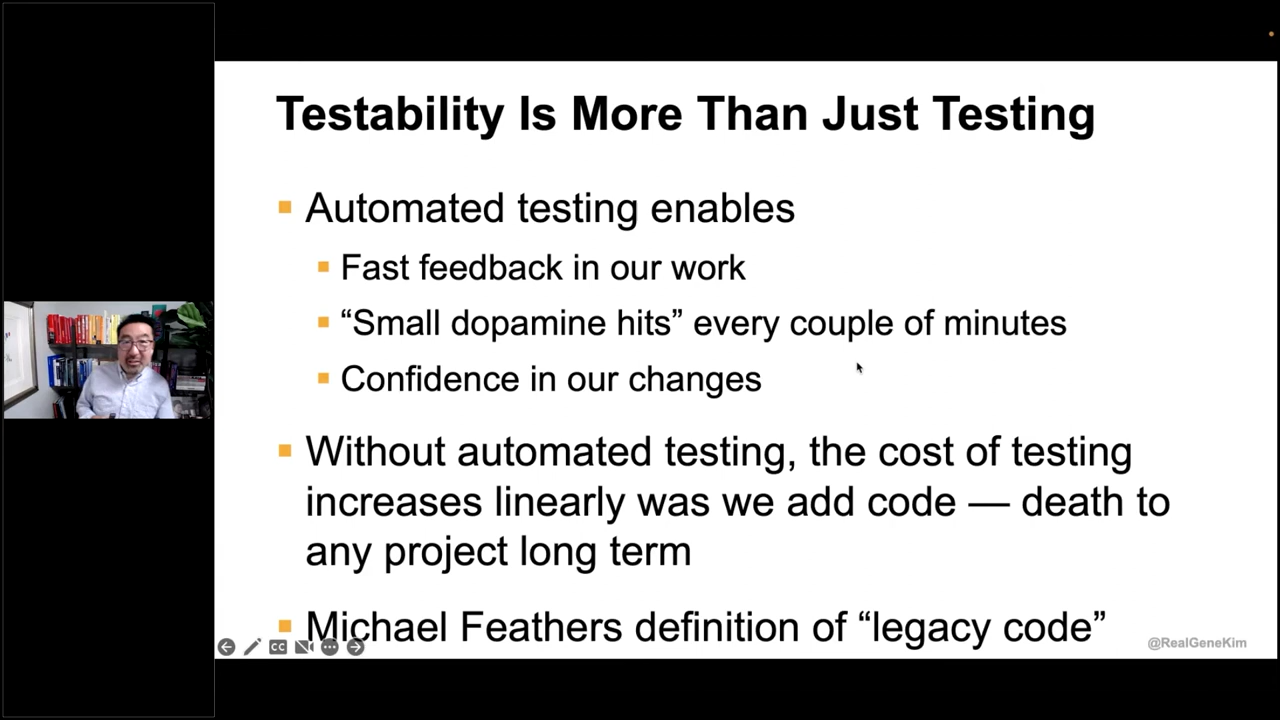 Testability Is More Than Just Testing
Automated testing enables
Fast feedback in our work
“Small dopamine hits” every couple of minutes
Confidence in our changes
Without automated testing, the cost of testing
increases linearly was we add code — death to
any project long term
Michael Feathers definition of “legacy code”
CC
@RealGeneKim